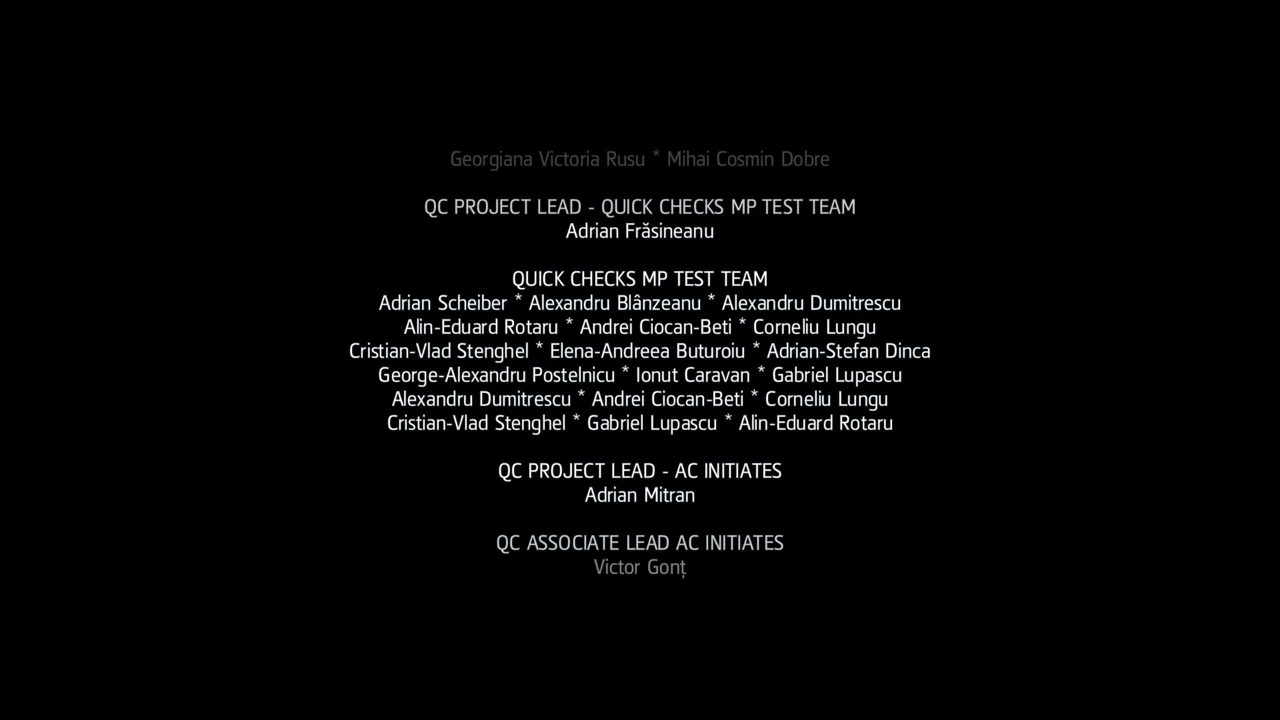 Georgiana Victoria Rusu * Mihai Cosmin Dobre
QC PROJECT LEAD - QUICK CHECKS MP TEST TEAM
Adrian Frăsineanu
QUICK CHECKS MP TEST TEAM
Adrian Scheiber * Alexandru Blânzeanu * Alexandru Dumitrescu
Alin-Eduard Rotaru * Andrei Ciocan-Beti * Corneliu Lungu
Cristian-Vlad Stenghel * Elena-Andreea Buturoiu * Adrian-Stefan Dinca
George-Alexandru Postelnicu * Ionut Caravan * Gabriel Lupascu
Alexandru Dumitrescu * Andrei Ciocan-Beti * Corneliu Lungu
Cristian-Vlad Stenghel * Gabriel Lupascu * Alin-Eduard Rotaru
QC PROJECT LEAD - AC INITIATES
Adrian Mitran
QC ASSOCIATE LEAD AC INITIATES
Victor Gonț